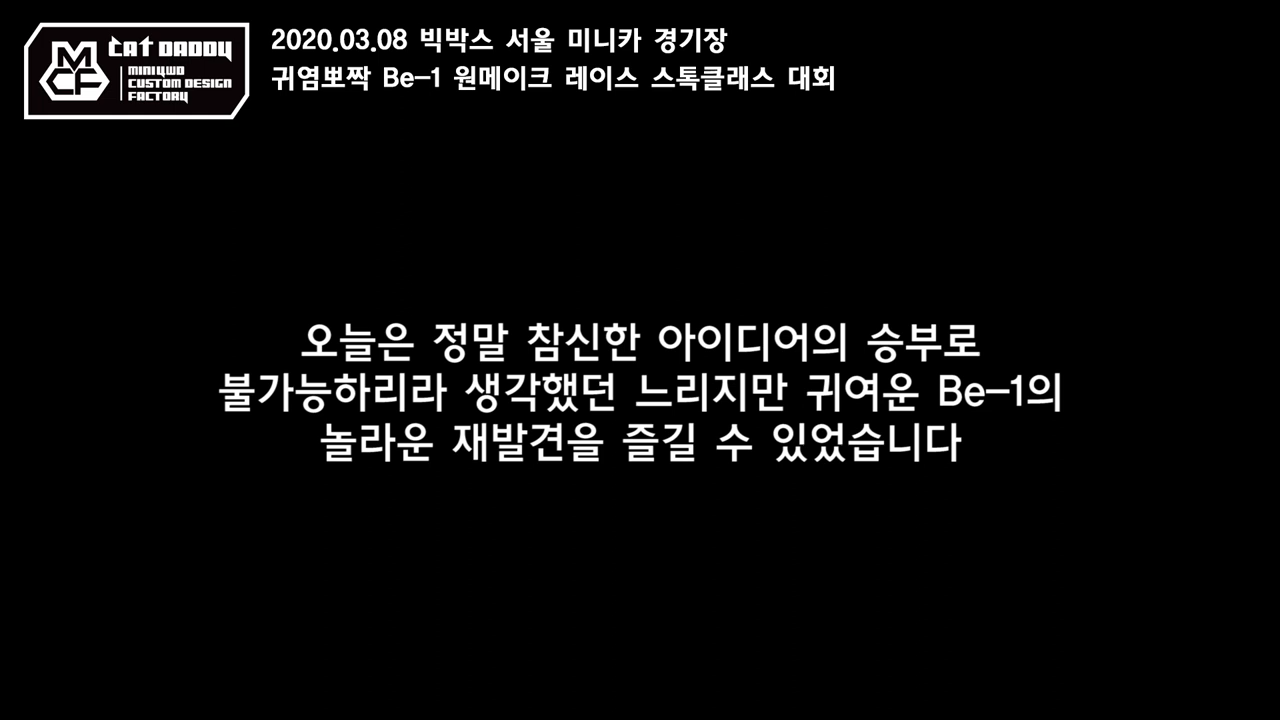 MCF
CAT DADDY
MINI4WD
CUSTOM DESIGN
FACTORY
2020.03.08 빅박스 서울 미니카 경기장
귀염뽀짝 Be-1 원메이크 레이스 스톡클래스 대회
오늘은 정말 참신한 아이디어의 승부로
불가능하리라 생각했던 느리지만 귀여운 Be-1의
놀라운 재발견을 즐길 수 있었습니다